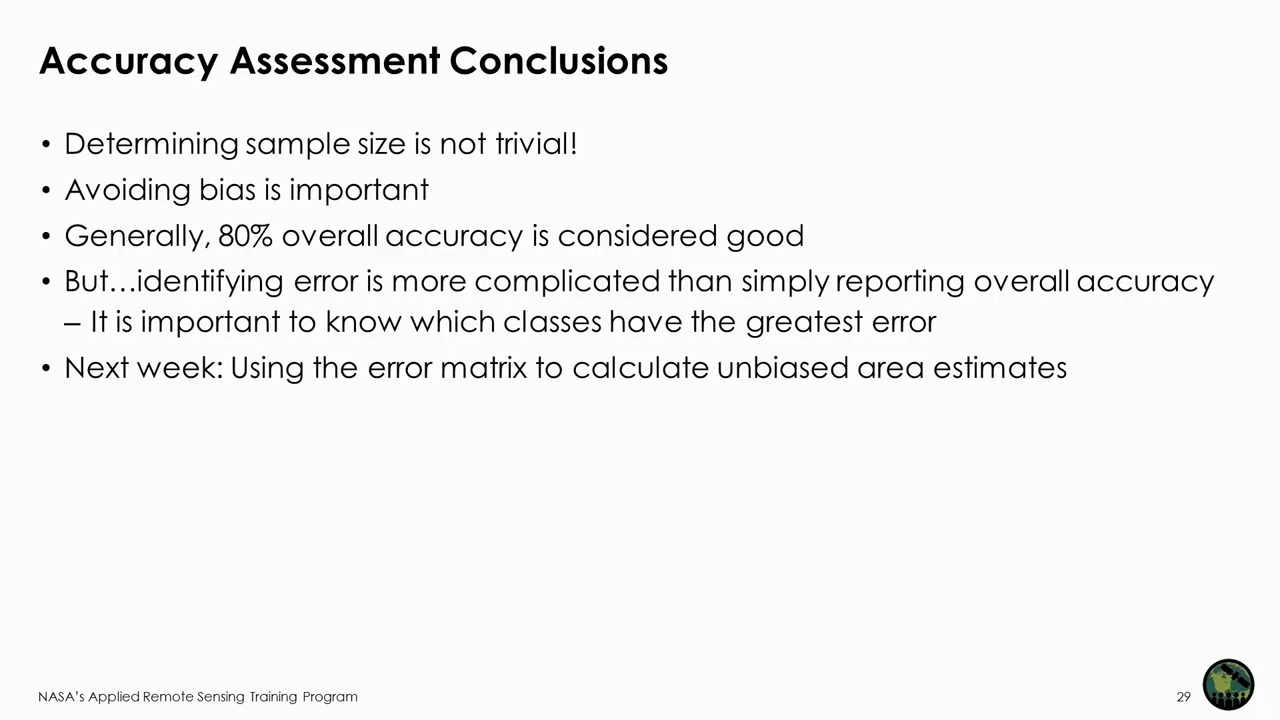 Accuracy Assessment Conclusions
• Determining sample size is not trivial!
• Avoiding bias is important
• Generally, 80% overall accuracy is considered good
• But…identifying error is more complicated than simply reporting overall accuracy
– It is important to know which classes have the greatest error
• Next week: Using the error matrix to calculate unbiased area estimates
NASA's Applied Remote Sensing Training Program
29